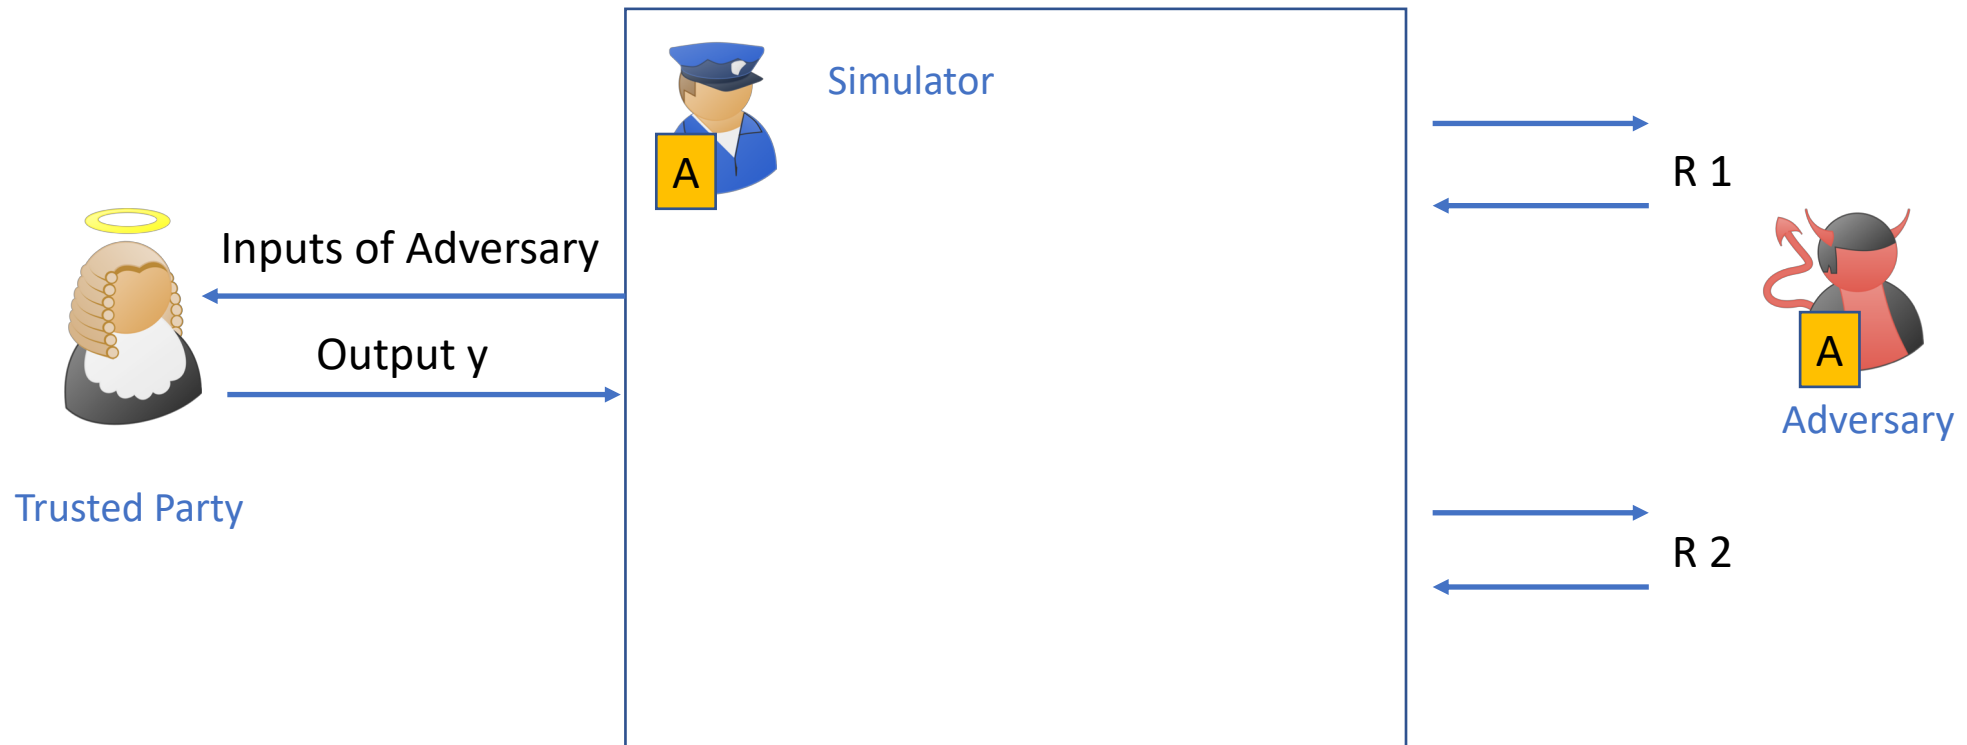 Simulator
A
R 1
Inputs of Adversary
Output y
A
Adversary
Trusted Party
R 2